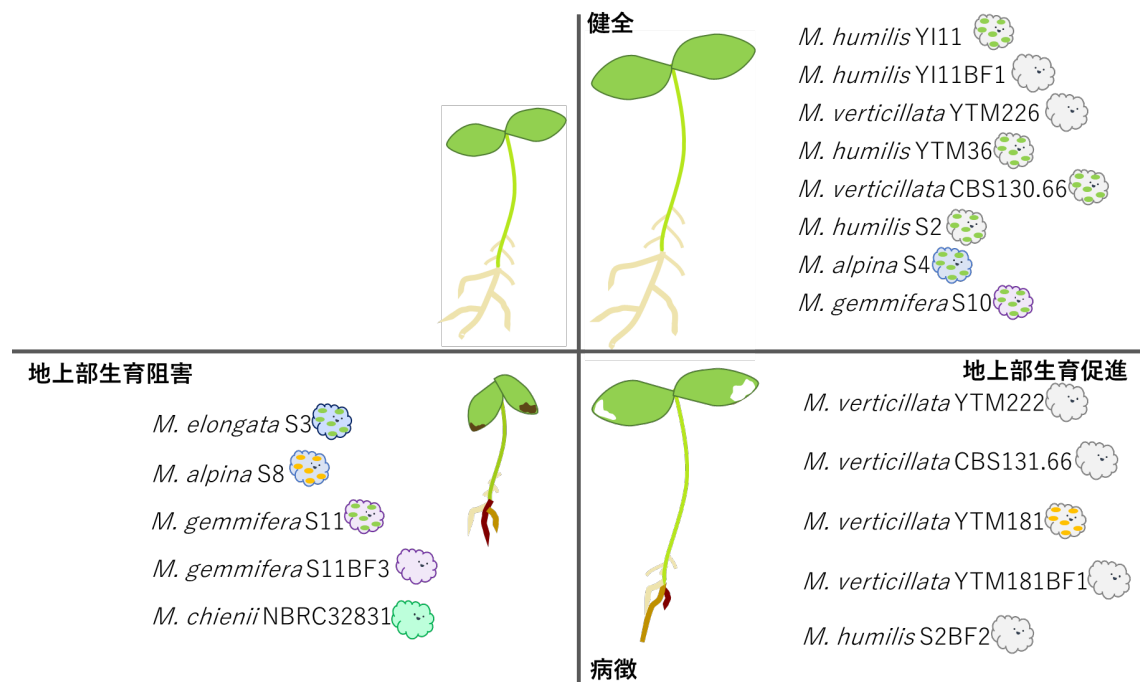 健全
M. humilis YI11
M. humilis YI11BF1
M. verticillata YTM226
M. humilis YTM36
M. verticillata CBS130.66
M. humilis S2
M. alpina S4
M. gemmifera S10
地上部生育阻害
M. elongata S3
M. alpina S8
M. gemmifera S11
M. gemmifera S11BF3
M. chienii NBRC32831
地上部生育促進
M. verticillata YTM222
M. verticillata CBS131.66
M. verticillata YTM181
M. verticillata YTM181BF1
M. humilis S2BF2
病徴